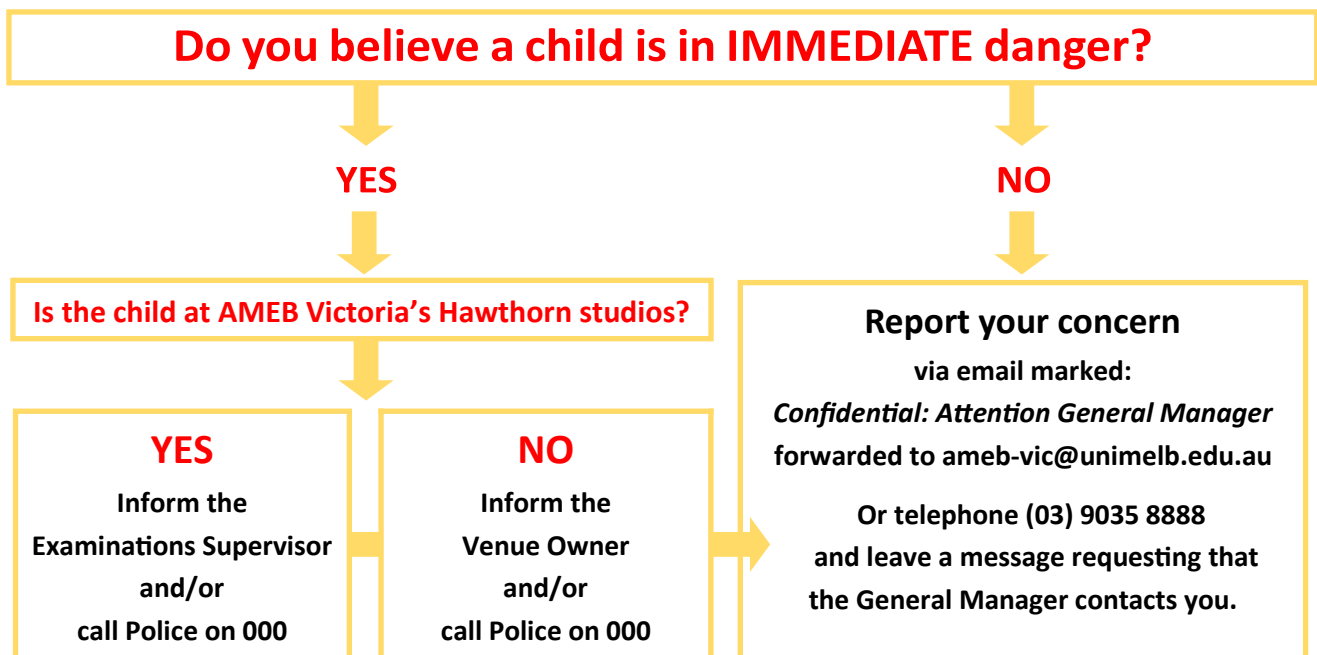 Do you believe a child is in IMMEDIATE danger?
YES
NO
Is the child at AMEB Victoria’s Hawthorn studios?
YES
Inform the
Examinations Supervisor
and/or
call Police on 000
NO
Inform the
Venue Owner
and/or
call Police on 000
Report your concern
via email marked:
Confidential: Attention General Manager
forwarded to ameb-vic@unimelb.edu.au
Or telephone (03) 9035 8888
and leave a message requesting that
the General Manager contacts you.